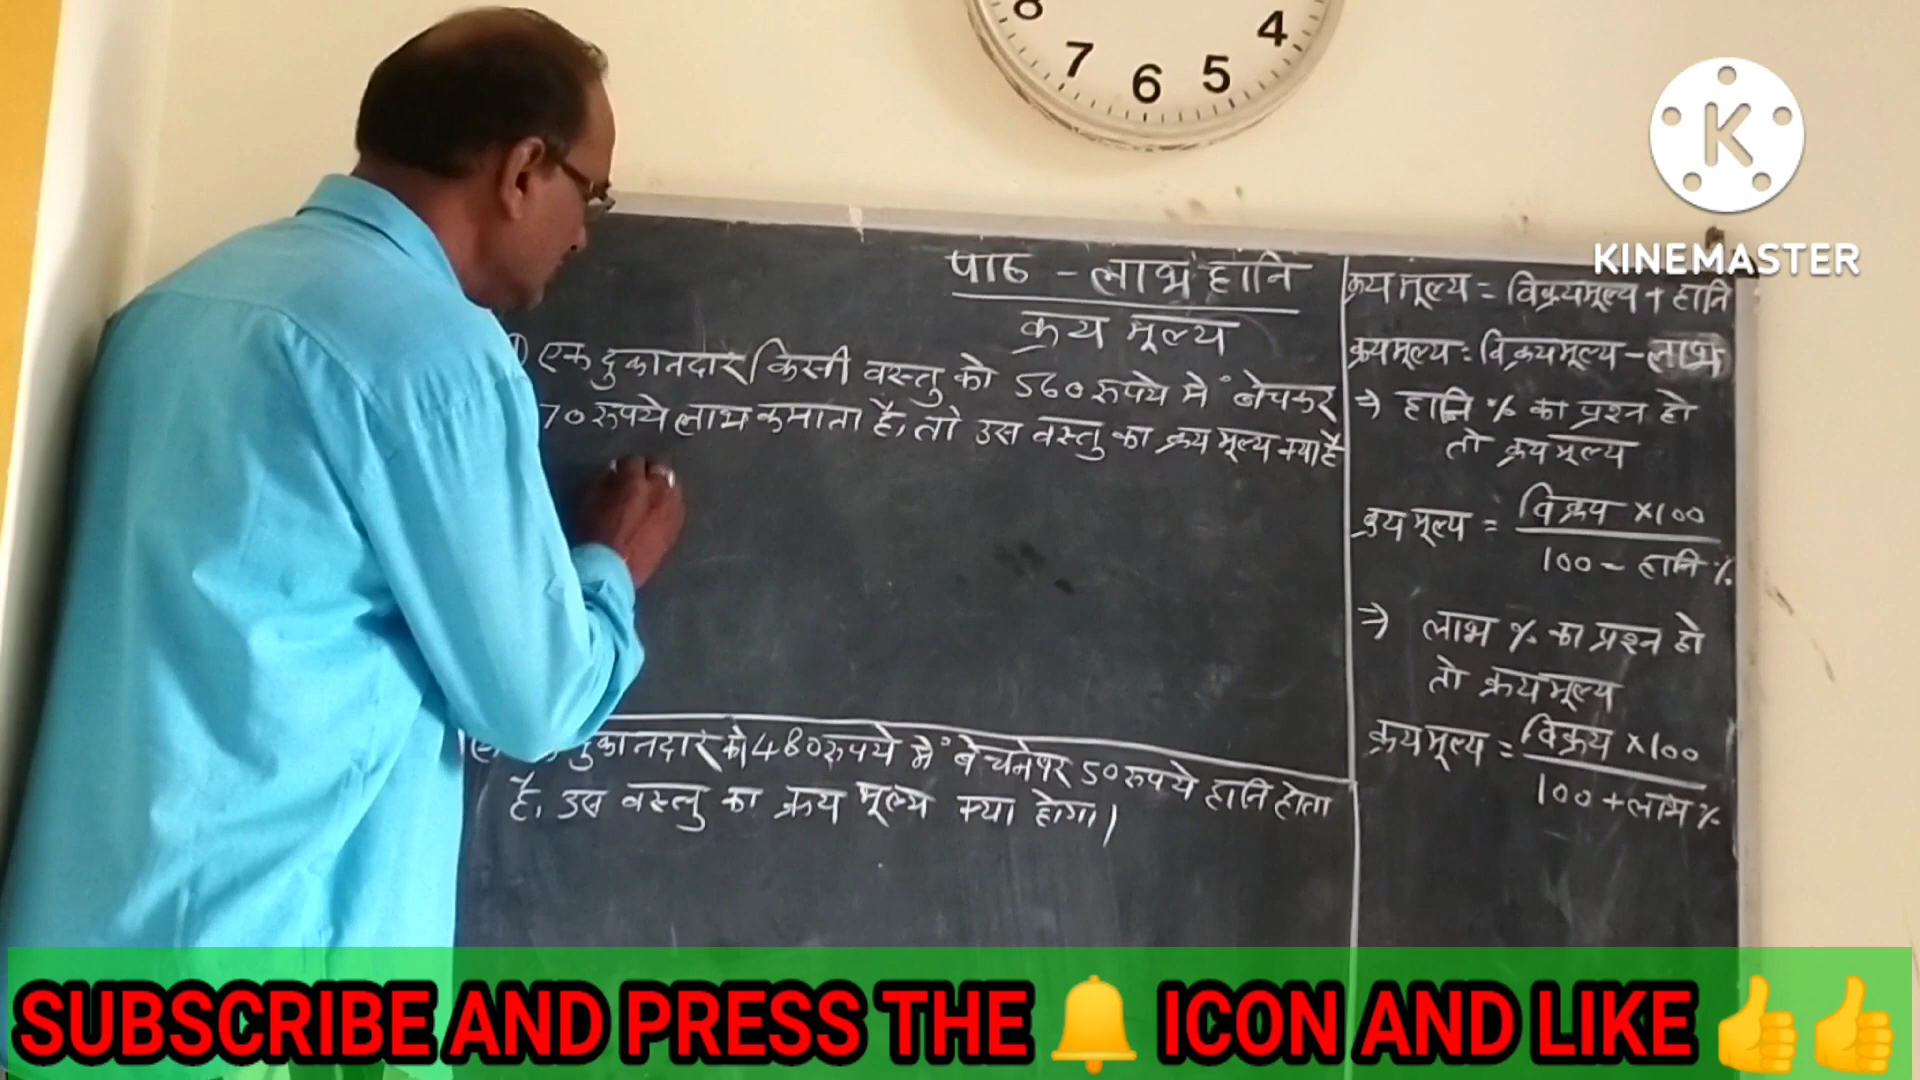 8 7 6 5 4
K
KINEMASTER
पाठ - लाभ हानि
क्रय मूल्य
एक दुकानदार किसी वस्तु को 560 रूपये में बेचकर
70 रूपये लाभ कमाता है, तो उस वस्तु का क्रय मूल्य क्या है
दुकानदार को 480 रूपये में बेचनेपर 50 रूपये हानि होता
है, उस वस्तु का क्रय मूल्य क्या होगा।
क्रय मूल्य = विक्रयमूल्य + हानि
क्रयमूल्य = विक्रयमूल्य - लाभ
⇒ हानि % का प्रश्न हो
तो क्रयमूल्य
क्रय मूल्य = विक्रय ×100
100 - हानि %
⇒ लाभ % का प्रश्न हो
तो क्रयमूल्य
क्रयमूल्य = विक्रय ×100
100 + लाभ %
SUBSCRIBE AND PRESS THE 🔔 ICON AND LIKE 👍👍